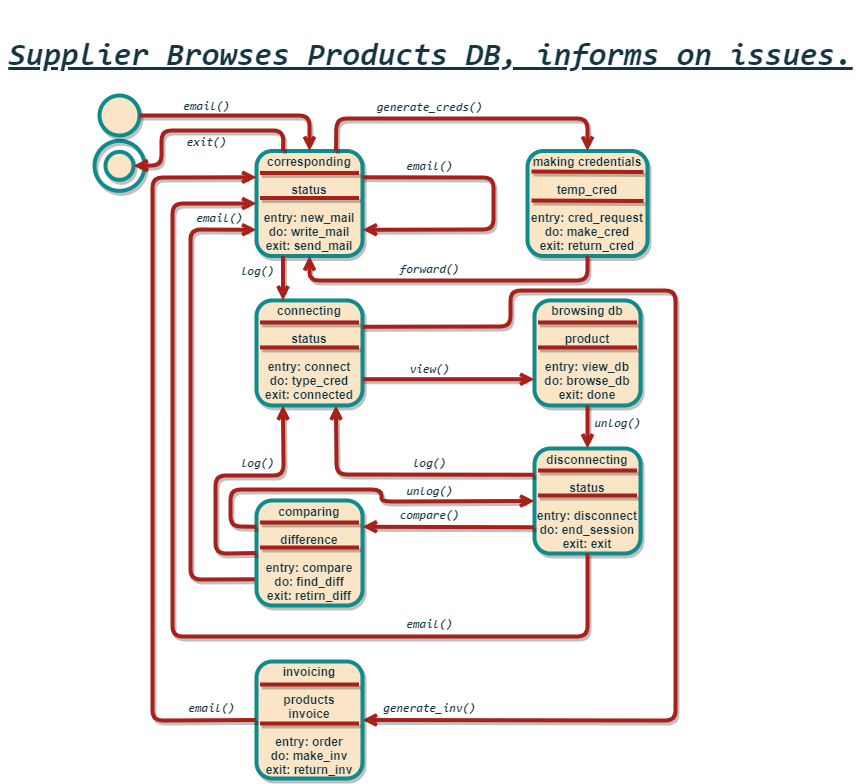 Supplier Browses Products DB, informs on issues.
email()
generate_creds()
exit()
corresponding
status
entry: new_mail
do: write_mail
exit: send_mail
email()
making credentials
temp_cred
entry: cred_request
do: make_cred
exit: return_cred
email()
log()
forward()
connecting
status
entry: connect
do: type_cred
exit: connected
view()
browsing db
product
entry: view_db
do: browse_db
exit: done
unlog()
log()
log()
disconnecting
status
entry: disconnect
do: end_session
exit: exit
unlog()
compare()
comparing
difference
entry: compare
do: find_diff
exit: retirn_diff
email()
invoicing
products
invoice
entry: order
do: make_inv
exit: return_inv
email()
generate_inv()